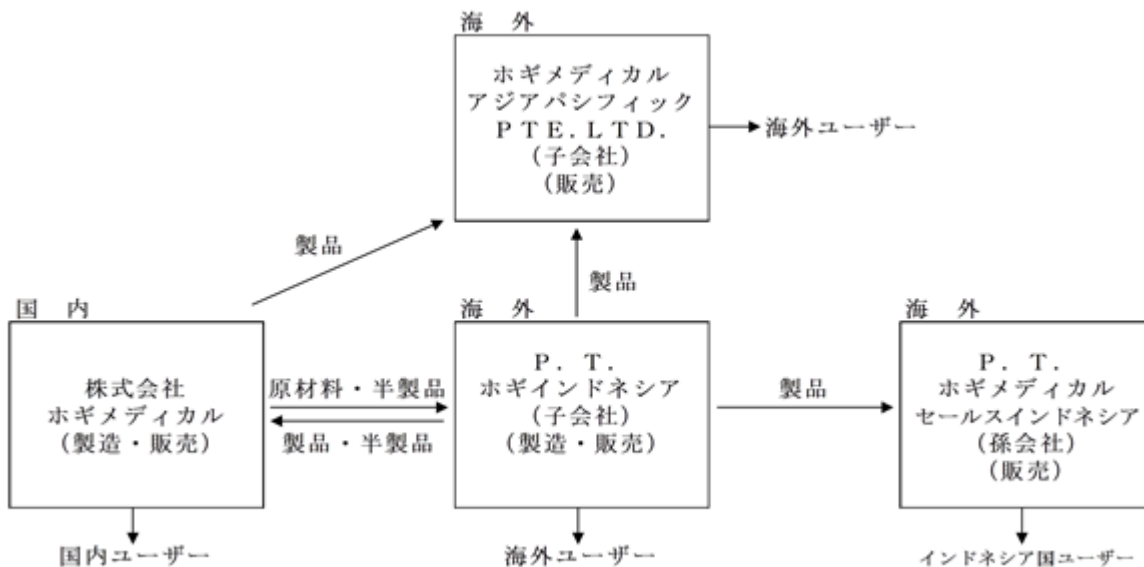 海 外
ホギメディカル
アジアパシフィック
ＰＴＥ．ＬＴＤ．
(子会社)
(販売)
海外ユーザー
製品
製品
国 内
株式会社
ホギメディカル
(製造・販売)
原材料・半製品
製品・半製品
海 外
Ｐ．Ｔ．
ホギインドネシア
(子会社)
(製造・販売)
製品
海 外
Ｐ．Ｔ．
ホギメディカル
セールスインドネシア
(孫会社)
(販売)
国内ユーザー
海外ユーザー
インドネシア国ユーザー